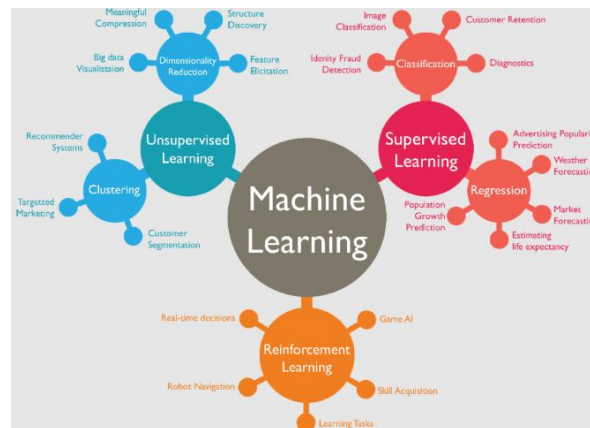 Meaningful
Compression
Structure
Discovery
Big data
Visualistaion
Dimensionality
Reduction
Feature
Elicitation
Image
Classification
Customer Retention
Idenity Fraud
Detection
Classification
Diagnostics
Unsupervised
Learning
Supervised
Learning
Recommender
Systems
Clustering
Targetted
Marketing
Customer
Segmentation
Machine
Learning
Advertising Popularity
Prediction
Weather
Forecasting
Regression
Population
Growth
Prediction
Market
Forecasting
Estimating
life expectancy
Real-time decisions
Game AI
Reinforcement
Learning
Robot Navigation
Skill Acquisition
Learning Tasks